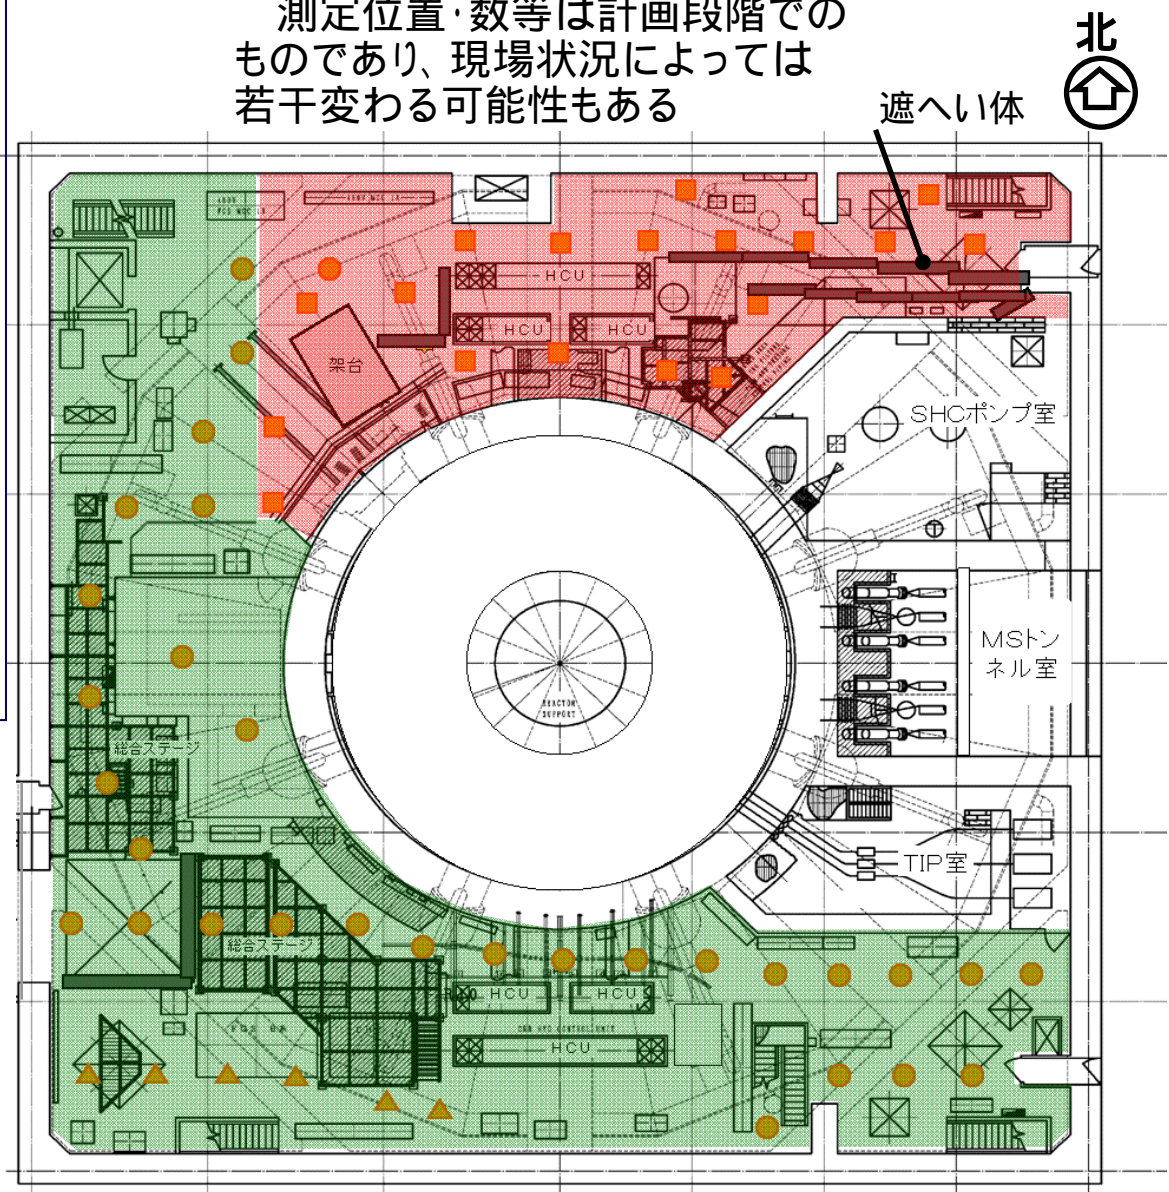 測定位置・数等は計画段階での
ものであり、現場状況によっては
若干変わる可能性もある
北
遮へい体
HCU
HCU
HCU
架台
SHCポンプ室
REACTOR
SUPPORT
MSトン
ネル室
総合ステージ
TIP室
総合ステージ
HCU
HCU
HCU